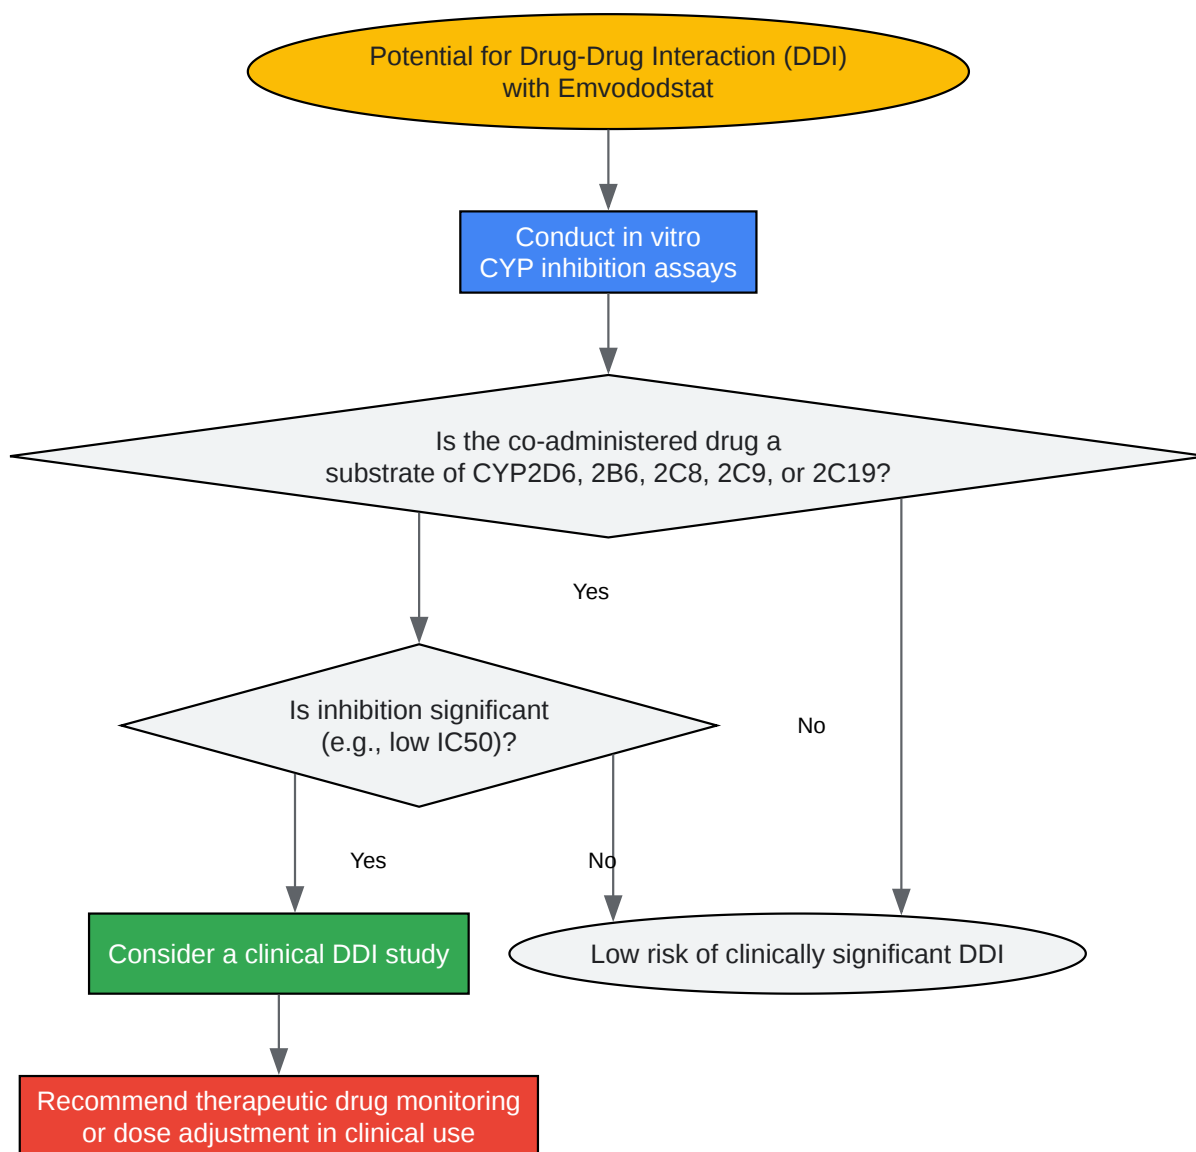 Potential for Drug-Drug Interaction (DDI)
with Emvododstat
Conduct in vitro
CYP inhibition assays
Is the co-administered drug a
substrate of CYP2D6, 2B6, 2C8, 2C9, or 2C19?
Yes
Is inhibition significant
(e.g., low IC50)?
No
Yes
No
Consider a clinical DDI study
Low risk of clinically significant DDI
Recommend therapeutic drug monitoring
or dose adjustment in clinical use